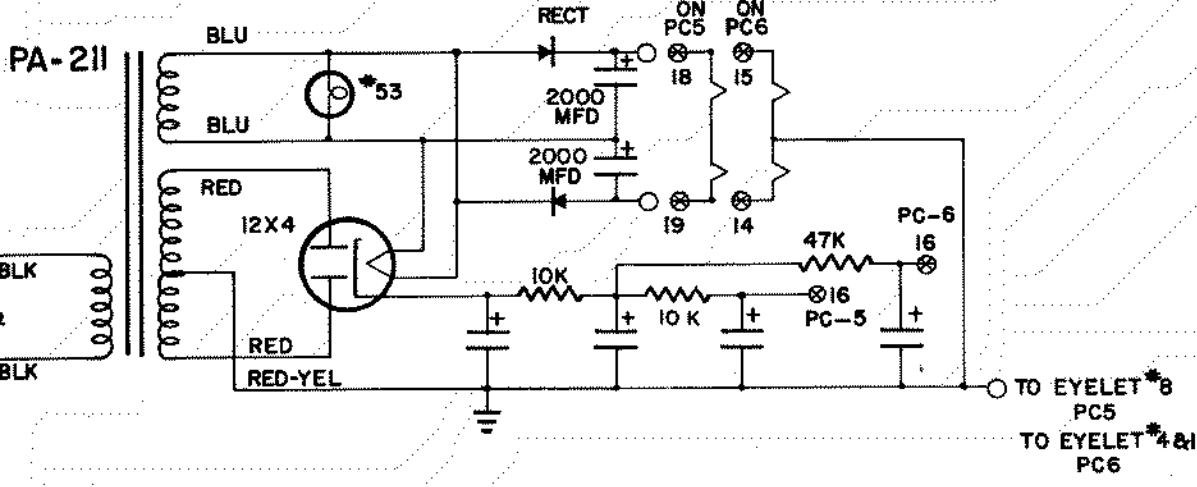 RECT
ON
PC5
ON
PC6
PA-211
BLU
18
15
*53
2000
MFD
BLU
2000
MFD
RED
19
14
12X4
PC-6
16
47K
BLK
10K
10 K
16
PC-5
RED
BLK
RED-YEL
TO EYELET *8
PC5
TO EYELET *4&1
PC6